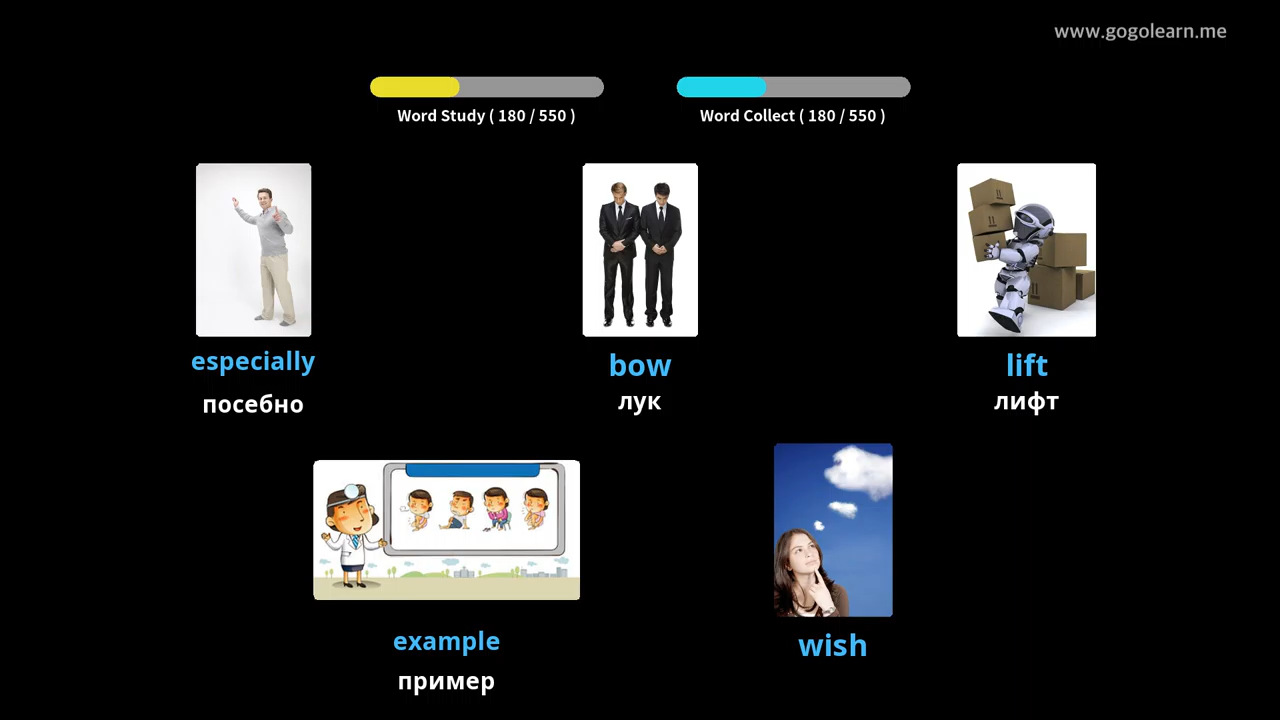 www.gogolearn.me
Word Study ( 180 / 550 )
Word Collect ( 180 / 550 )
especially
посебно
bow
лук
lift
лифт
example
пример
wish